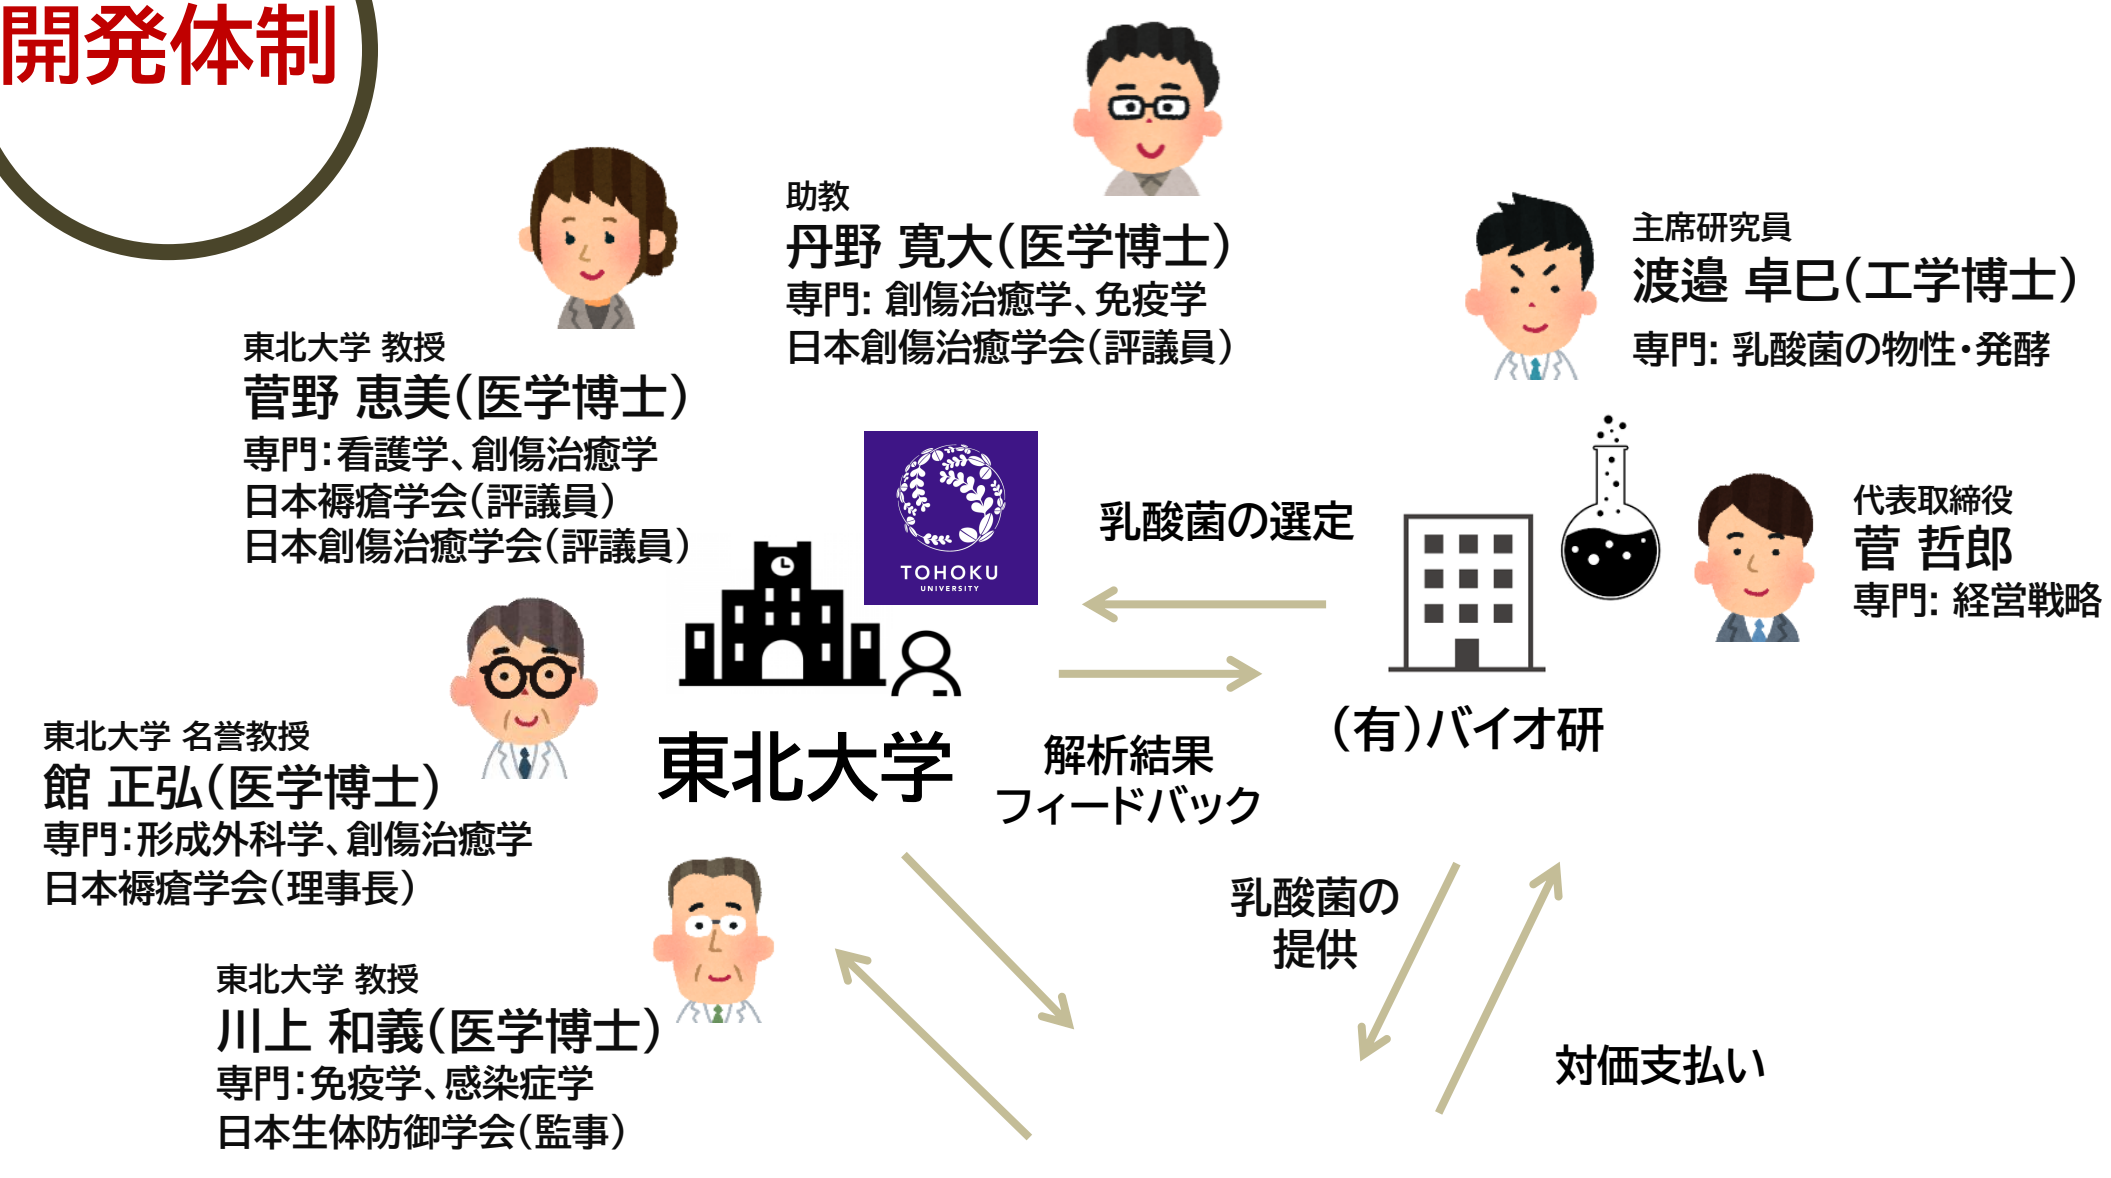 開発体制
助教
丹野 寛大(医学博士)
専門: 創傷治癒学、免疫学
日本創傷治癒学会(評議員)
主席研究員
渡邉 卓巳(工学博士)
専門: 乳酸菌の物性・発酵
東北大学 教授
菅野 恵美(医学博士)
専門:看護学、創傷治癒学
日本褥瘡学会(評議員)
日本創傷治癒学会(評議員)
TOHOKU
UNIVERSITY
乳酸菌の選定
代表取締役
菅 哲郎
専門: 経営戦略
東北大学 名誉教授
館 正弘(医学博士)
専門:形成外科学、創傷治癒学
日本褥瘡学会(理事長)
東北大学
解析結果
フィードバック
(有)バイオ研
乳酸菌の
提供
対価支払い
東北大学 教授
川上 和義(医学博士)
専門:免疫学、感染症学
日本生体防御学会(監事)